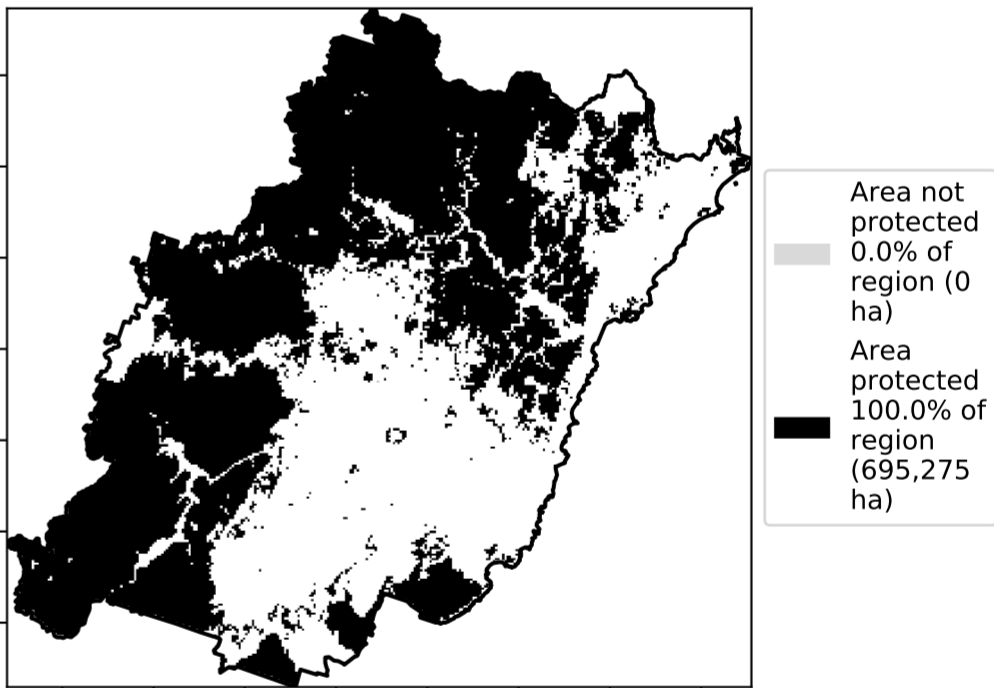 Area not
protected
0.0% of
region (0
ha)
Area
protected
100.0% of
region
(695,275
ha)